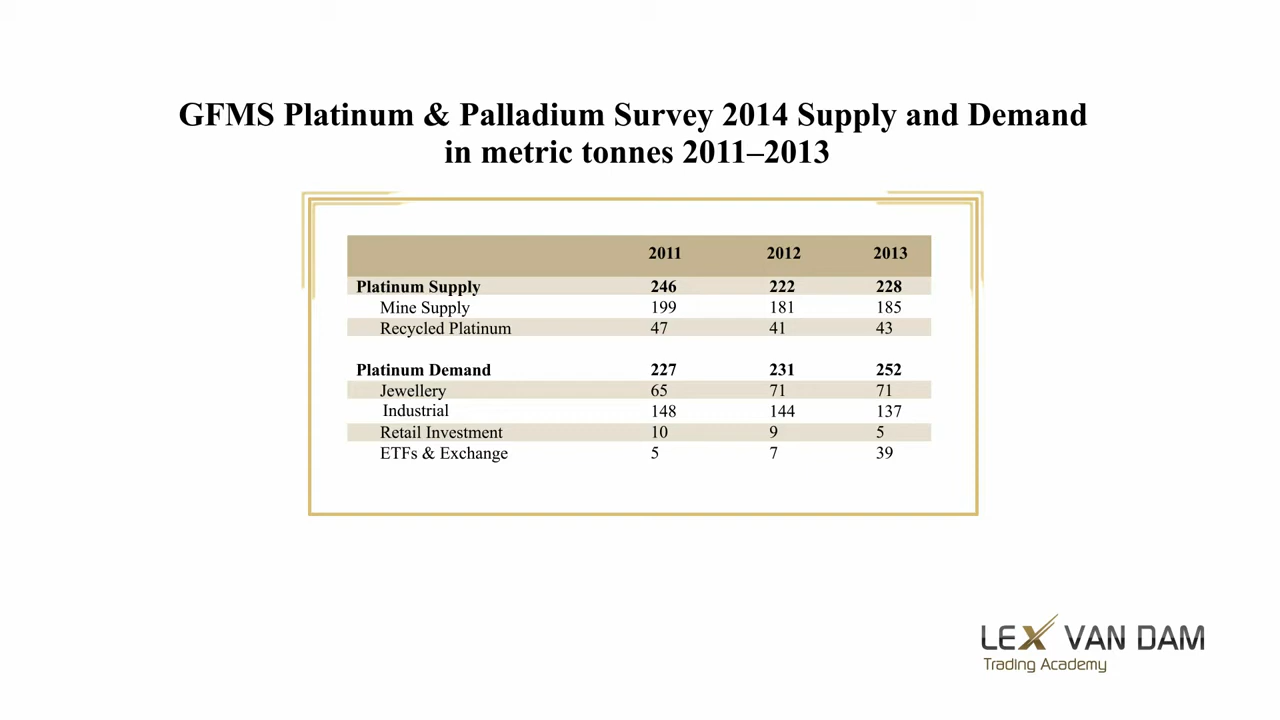 GFMS Platinum & Palladium Survey 2014 Supply and Demand
in metric tonnes 2011–2013
2011 2012 2013
Platinum Supply 246 222 228
Mine Supply 199 181 185
Recycled Platinum 47 41 43
Platinum Demand 227 231 252
Jewellery 65 71 71
Industrial 148 144 137
Retail Investment 10 9 5
ETFs & Exchange 5 7 39
LEX VAN DAM
Trading Academy